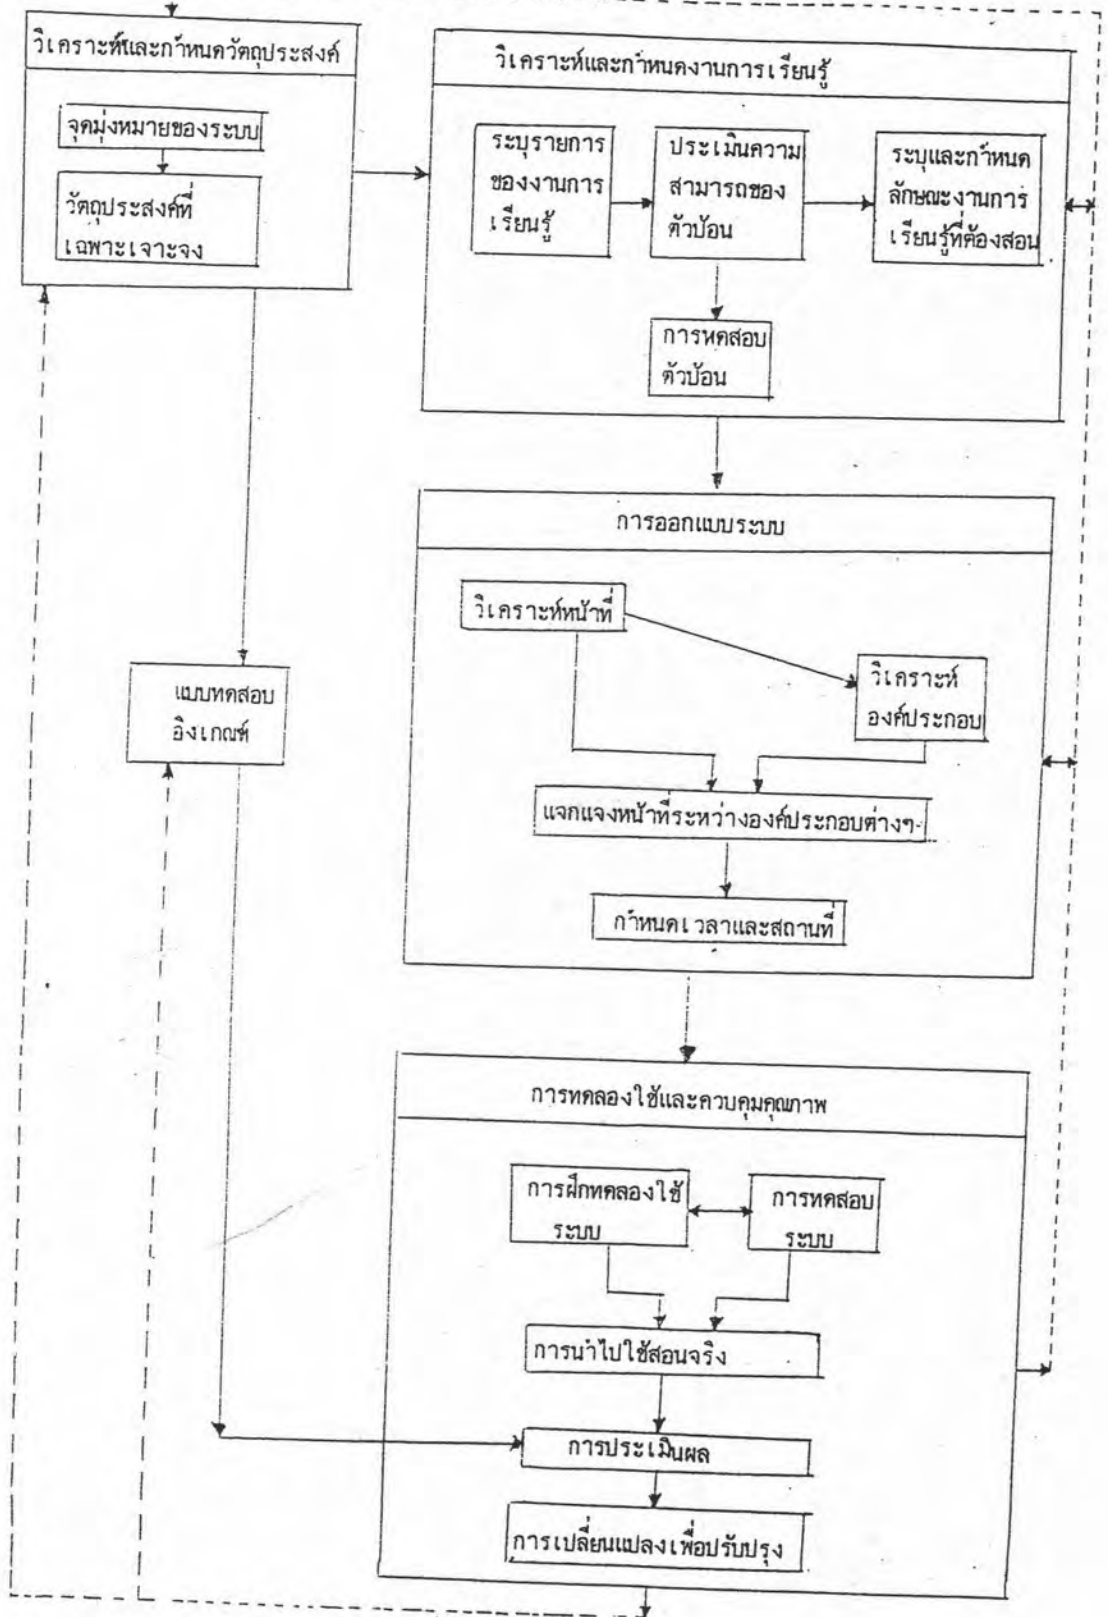 วิเคราะห์และกำหนดวัตถุประสงค์
จุดมุ่งหมายของระบบ
วัตถุประสงค์ที่
เฉพาะเจาะจง
วิเคราะห์และกำหนดงานการเรียนรู้
ระบุรายการ
ของงานการ
เรียนรู้
ประเมินความ
สามารถของ
ตัวป้อน
ระบุและกำหนด
ลักษณะงานการ
เรียนรู้ที่ต้องสอน
การทดสอบ
ตัวป้อน
แบบทดสอบ
อิงเกณฑ์
การออกแบบระบบ
วิเคราะห์หน้าที่
วิเคราะห์
องค์ประกอบ
แจกแจงหน้าที่ระหว่างองค์ประกอบต่างๆ
กำหนดเวลาและสถานที่
การทดลองใช้และควบคุมคุณภาพ
การฝึกทดลองใช้
ระบบ
การทดสอบ
ระบบ
การนำไปใช้สอนจริง
การประเมินผล
การเปลี่ยนแปลงเพื่อปรับปรุง